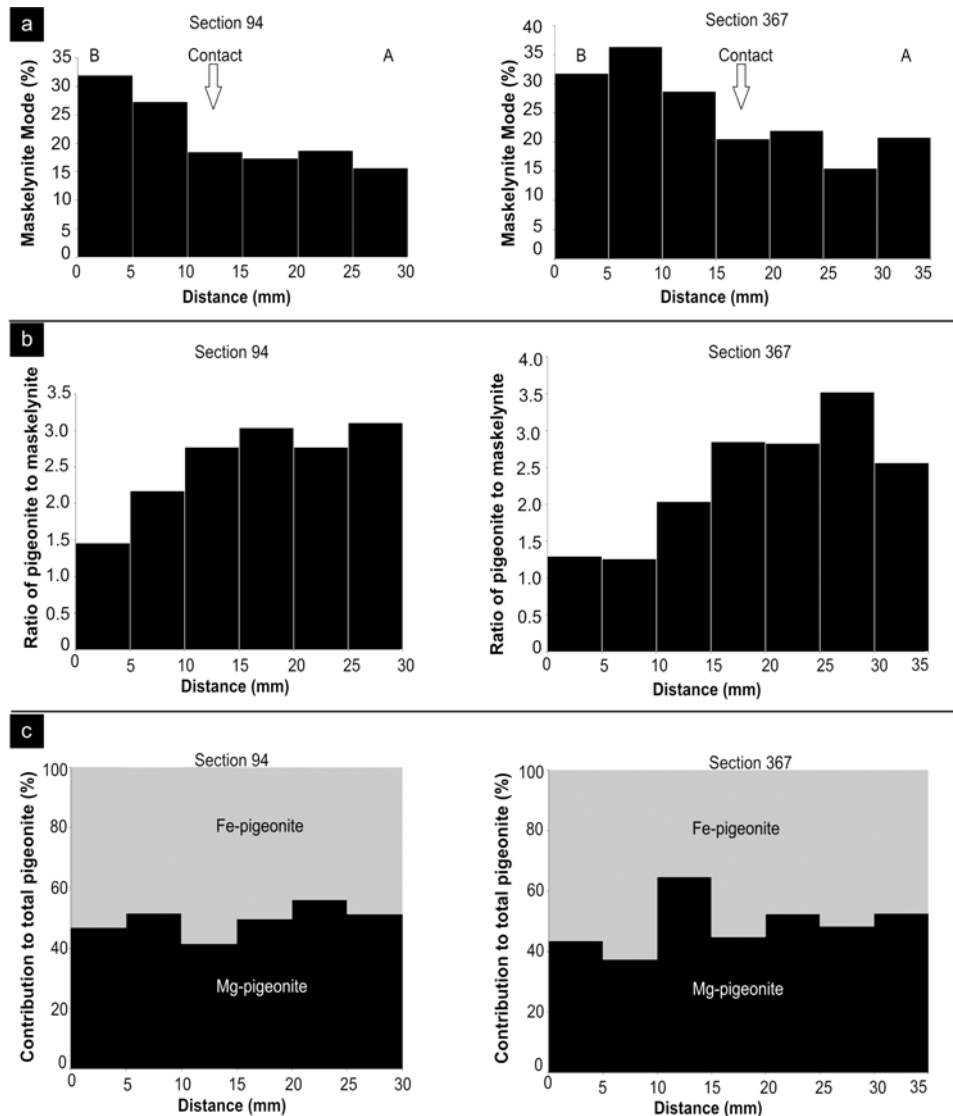 a
Section 94
B
Contact
A
Maskelynite Mode (%)
35
30
25
20
15
10
5
0
0 5 10 15 20 25 30
Distance (mm)
Section 367
B
Contact
A
Maskelynite Mode (%)
40
35
30
25
20
15
10
5
0
0 5 10 15 20 25 30 35
Distance (mm)
b
Section 94
Ratio of pigeonite to maskelynite
3.5
3.0
2.5
2.0
1.5
1.0
0.5
0
0 5 10 15 20 25 30
Distance (mm)
Section 367
Ratio of pigeonite to maskelynite
4.0
3.5
3.0
2.5
2.0
1.5
1.0
0.5
0
0 5 10 15 20 25 30 35
Distance (mm)
c
Section 94
Contribution to total pigeonite (%)
100
80
60
40
20
0
Fe-pigeonite
Mg-pigeonite
0 5 10 15 20 25 30
Distance (mm)
Section 367
Contribution to total pigeonite (%)
100
80
60
40
20
0
Fe-pigeonite
Mg-pigeonite
0 5 10 15 20 25 30 35
Distance (mm)